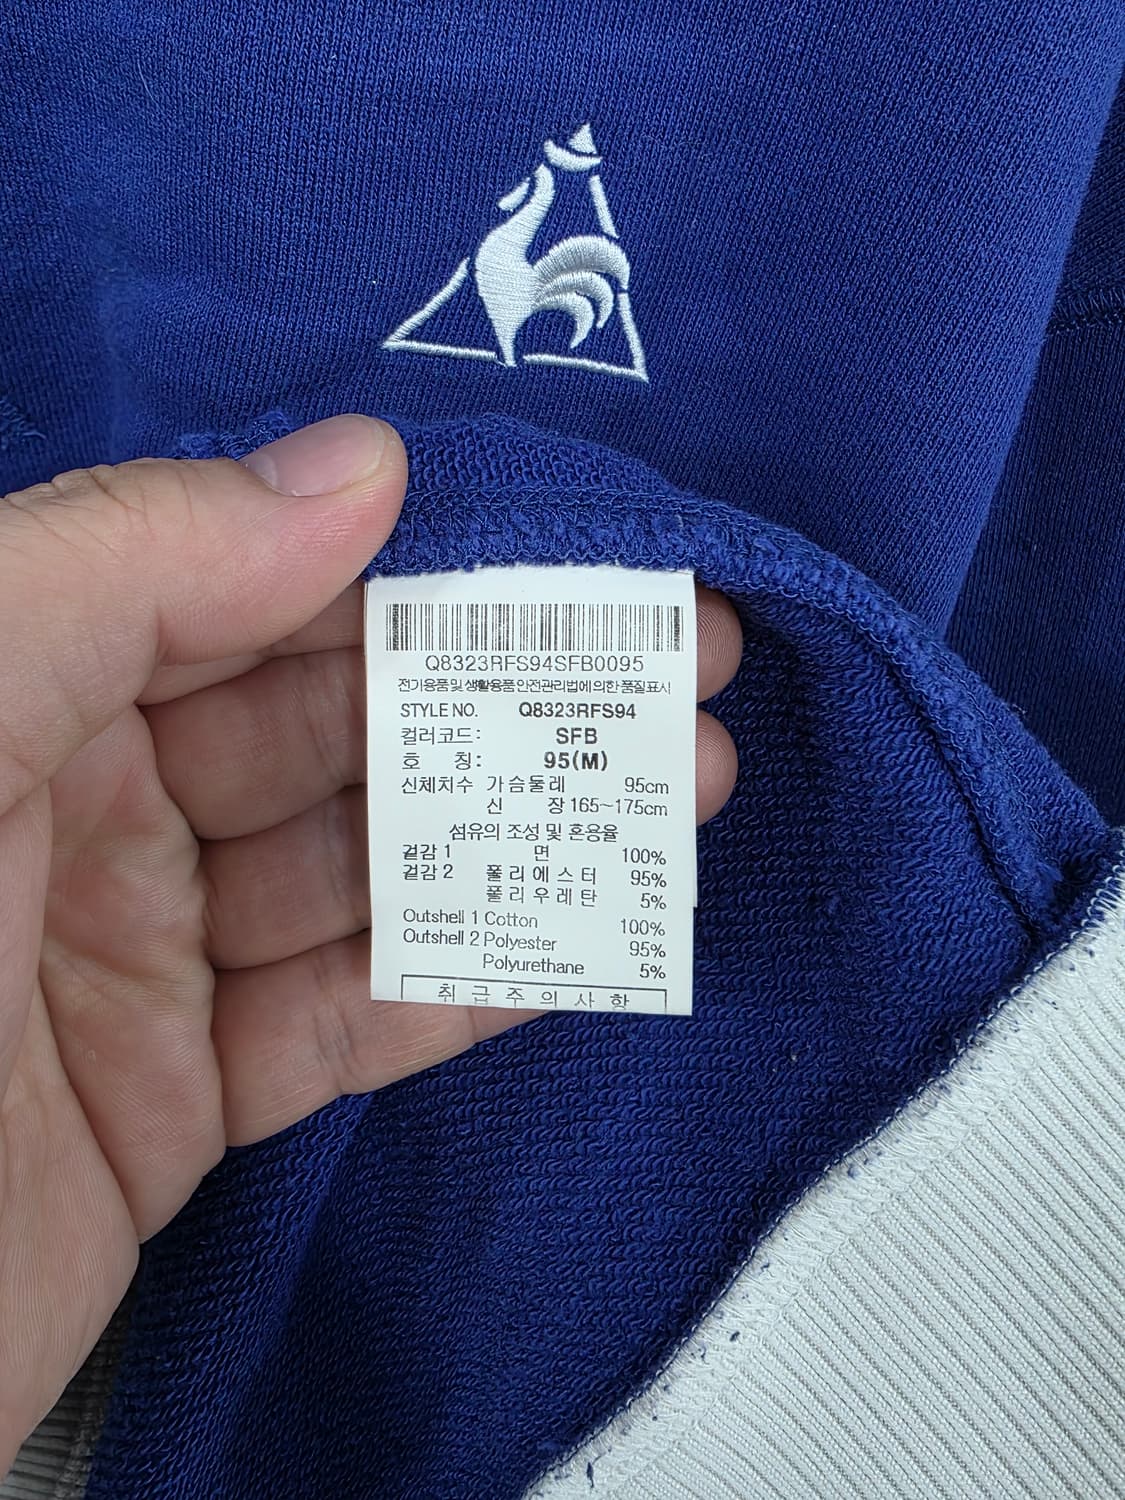 Q8323RFS94SFB0095
전기용품및생활용품안전관리법에의한품질표시
STYLE NO. Q8323RFS94
컬러코드: SFB
호 칭: 95(M)
신체치수 가슴둘레 95cm
신 장 165~175cm
섬유의 조성 및 혼용율
겉감 1 면 100%
겉감 2 폴리에스터 95%
폴리우레탄 5%
Outshell 1 Cotton 100%
Outshell 2 Polyester 95%
Polyurethane 5%
취급주의사항